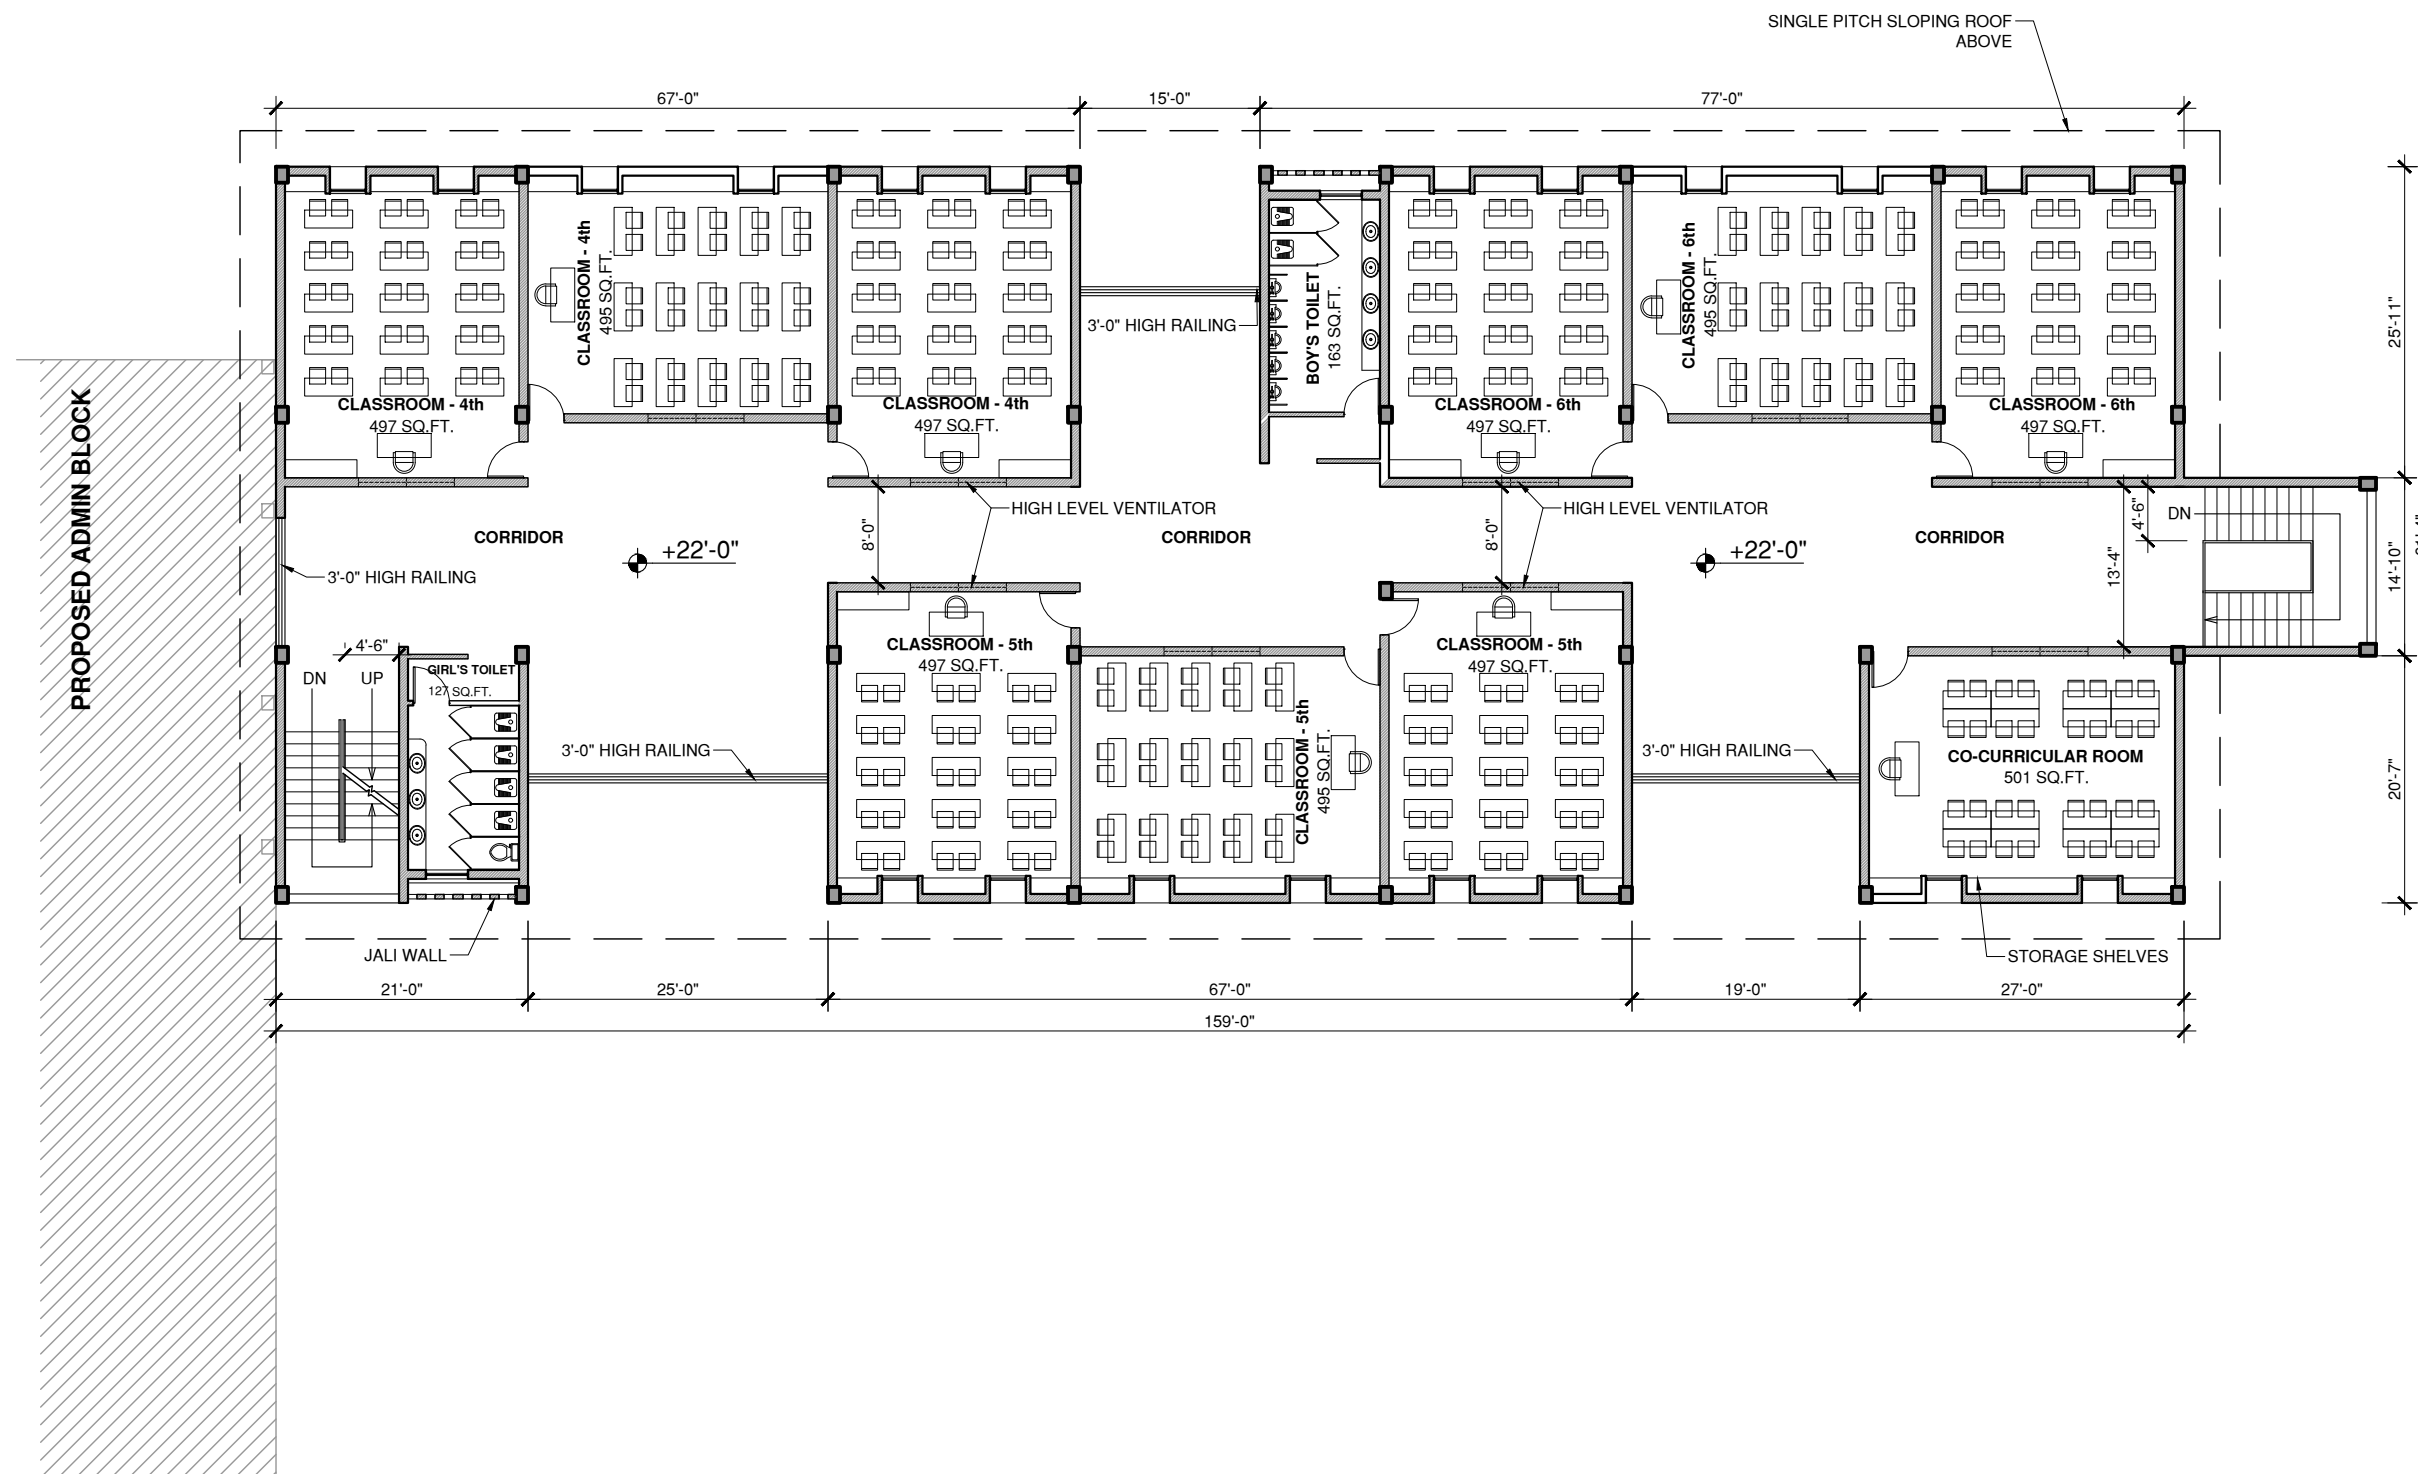 SINGLE PITCH SLOPING ROOF
ABOVE
67'-0"
15'-0"
77'-0"
CLASSROOM - 4th
497 SQ.FT.
CLASSROOM - 4th
495 SQ.FT.
CLASSROOM - 4th
497 SQ.FT.
3'-0" HIGH RAILING
BOY'S TOILET
163 SQ.FT.
CLASSROOM - 6th
497 SQ.FT.
CLASSROOM - 6th
495 SQ.FT.
CLASSROOM - 6th
497 SQ.FT.
25'-11"
PROPOSED ADMIN BLOCK
CORRIDOR
+22'-0"
8'-0"
HIGH LEVEL VENTILATOR
CORRIDOR
8'-0"
HIGH LEVEL VENTILATOR
+22'-0"
CORRIDOR
13'-4"
4'-6"
DN
14'-10"
3'-0" HIGH RAILING
4'-6"
DN
UP
GIRL'S TOILET
127 SQ.FT.
3'-0" HIGH RAILING
CLASSROOM - 5th
497 SQ.FT.
CLASSROOM - 5th
495 SQ.FT.
CLASSROOM - 5th
497 SQ.FT.
3'-0" HIGH RAILING
CO-CURRICULAR ROOM
501 SQ.FT.
20'-7"
JALI WALL
STORAGE SHELVES
21'-0"
25'-0"
67'-0"
19'-0"
27'-0"
159'-0"